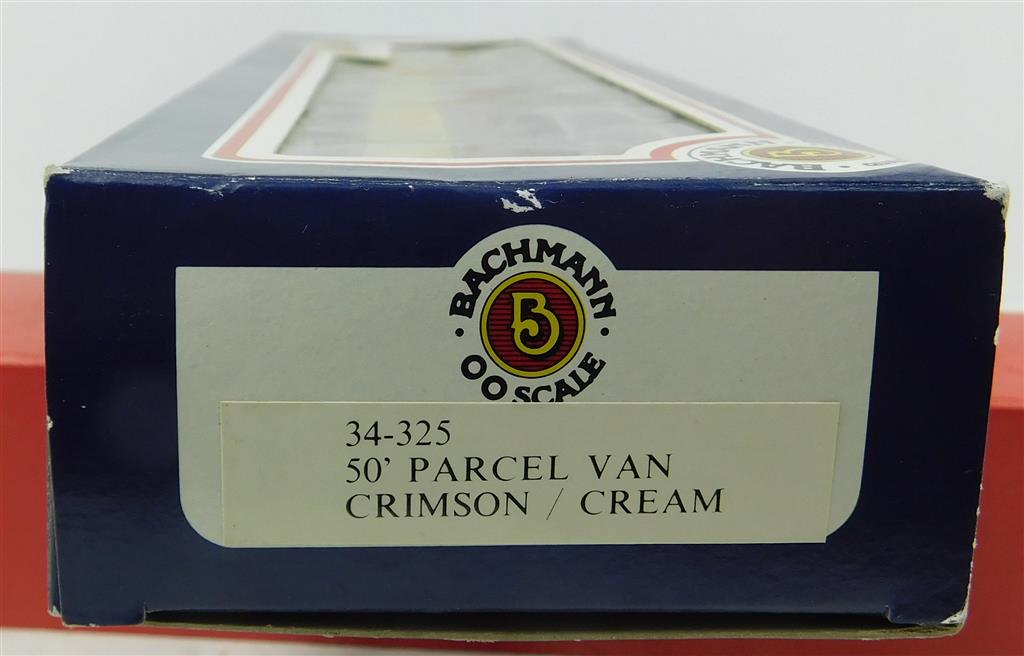 BACHMANN
B
OO SCALE
34-325
50' PARCEL VAN
CRIMSON / CREAM